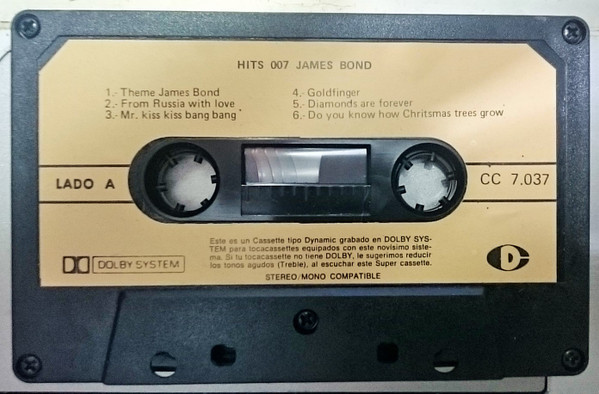 HITS 007 JAMES BOND
1.- Theme James Bond
2.- From Russia with love
3.- Mr. kiss kiss bang bang
4.- Goldfinger
5.- Diamonds are forever
6.- Do you know how Chritsmas trees grow
LADO A
CC 7.037
Este es un Cassette tipo Dynamic grabado en DOLBY SYS-
TEM para tocacassettes equipados con este novísimo siste-
ma. Si tu tocacassette no tiene DOLBY, le sugerimos reducir
los tonos agudos (Treble), al escuchar este Super cassette.
STEREO/MONO COMPATIBLE
DOLBY SYSTEM